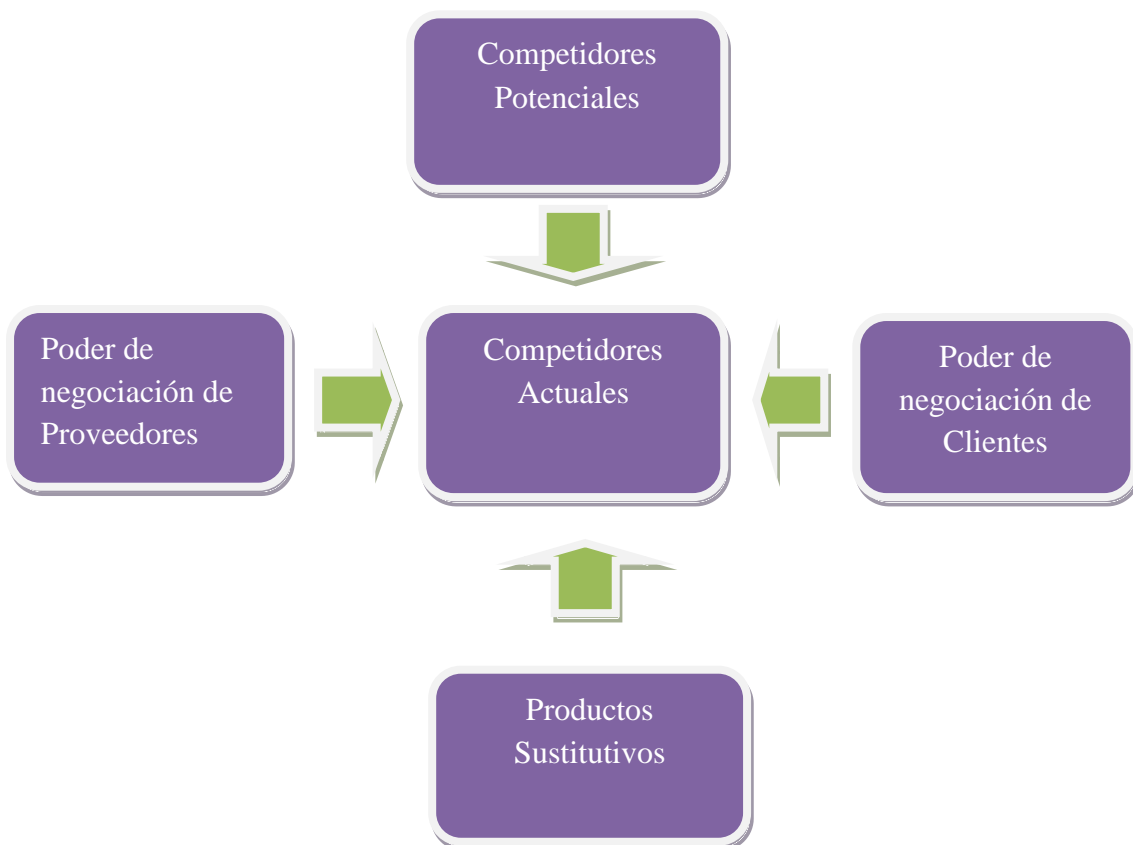 Competidores
Potenciales
Poder de
negociación de
Proveedores
Competidores
Actuales
Poder de
negociación de
Clientes
Productos
Sustitutivos